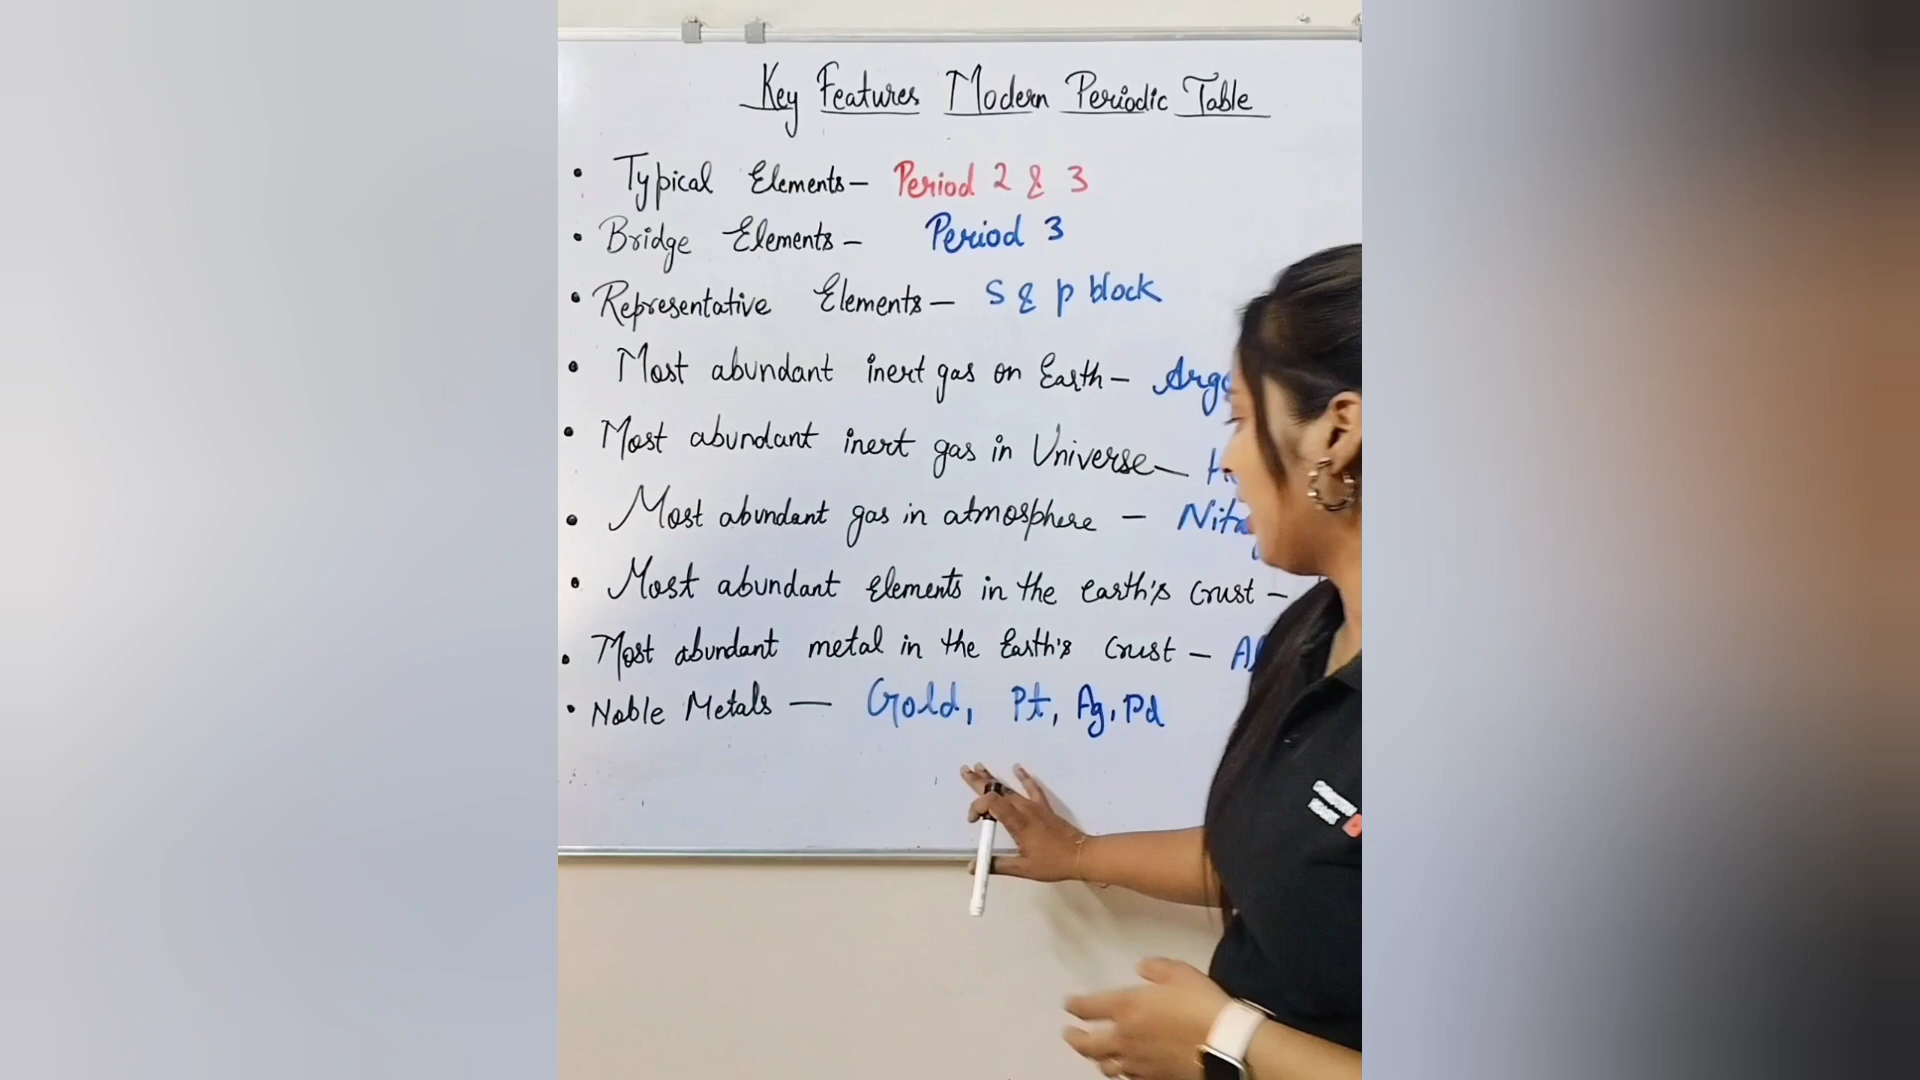 Key Features Modern Periodic Table
• Typical Elements – Period 2 & 3
• Bridge Elements – Period 3
• Representative Elements – S & p block
• Most abundant inert gas on Earth –
• Most abundant inert gas in Universe –
• Most abundant gas in atmosphere –
• Most abundant Elements in the earth's Crust –
• Most abundant metal in the Earth's Crust –
• Noble Metals – Gold, Pt, Ag, Pd